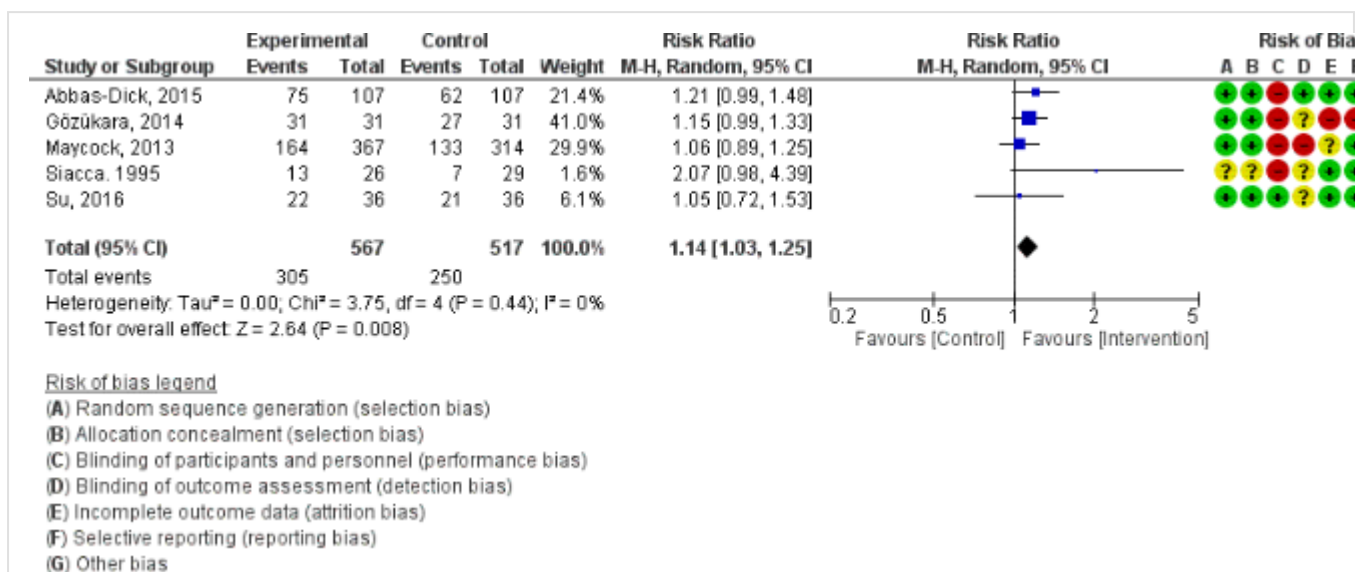 Experimental Control Risk Ratio Risk Ratio Risk of Bia
Study or Subgroup Events Total Events Total Weight M-H, Random, 95% CI M-H, Random, 95% CI A B C D E F
Abbas-Dick, 2015 75 107 62 107 21.4% 1.21 [0.99, 1.48] + + − + + +
Gözükara, 2014 31 31 27 31 41.0% 1.15 [0.99, 1.33] + + − ? − −
Maycock, 2013 164 367 133 314 29.9% 1.06 [0.89, 1.25] + + − − ? +
Siacca. 1995 13 26 7 29 1.6% 2.07 [0.98, 4.39] ? ? − ? + +
Su, 2016 22 36 21 36 6.1% 1.05 [0.72, 1.53] + + + ? + +
Total (95% CI) 567 517 100.0% 1.14 [1.03, 1.25]
Total events 305 250
Heterogeneity: Tau² = 0.00; Chi² = 3.75, df = 4 (P = 0.44); I² = 0%
Test for overall effect: Z = 2.64 (P = 0.008)
0.2 0.5 1 2 5
Favours [Control] Favours [Intervention]
Risk of bias legend
(A) Random sequence generation (selection bias)
(B) Allocation concealment (selection bias)
(C) Blinding of participants and personnel (performance bias)
(D) Blinding of outcome assessment (detection bias)
(E) Incomplete outcome data (attrition bias)
(F) Selective reporting (reporting bias)
(G) Other bias